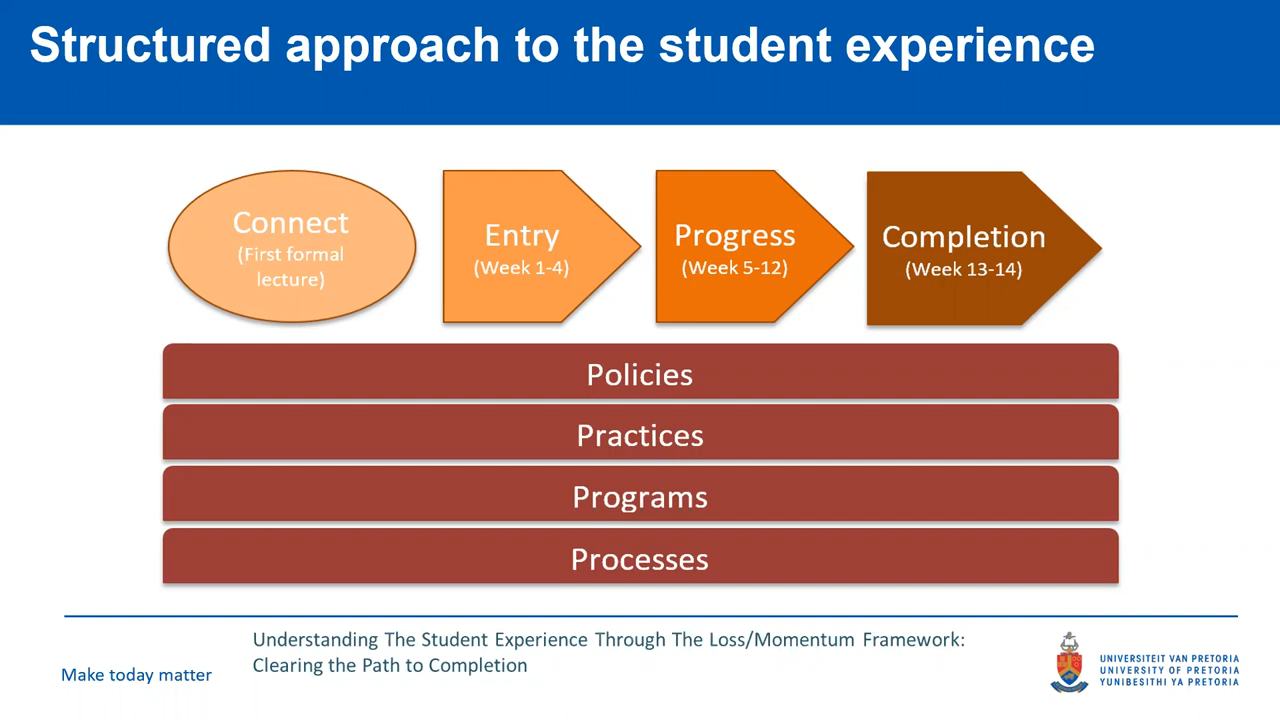 Structured approach to the student experience
Connect
(First formal
lecture)
Entry
(Week 1-4)
Progress
(Week 5-12)
Completion
(Week 13-14)
Policies
Practices
Programs
Processes
Understanding The Student Experience Through The Loss/Momentum Framework:
Clearing the Path to Completion
Make today matter
UNIVERSITEIT VAN PRETORIA
UNIVERSITY OF PRETORIA
YUNIBESITHI YA PRETORIA